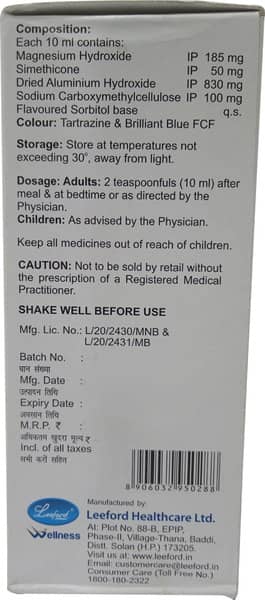 Composition:
Each 10 ml contains:
Magnesium Hydroxide IP 185 mg
Simethicone IP 50 mg
Dried Aluminium Hydroxide IP 830 mg
Sodium Carboxymethylcellulose IP 100 mg
Flavoured Sorbitol base q.s.
Colour: Tartrazine & Brilliant Blue FCF
Storage: Store at temperatures not
exceeding 30°, away from light.
Dosage: Adults: 2 teaspoonfuls (10 ml) after
meal & at bedtime or as directed by the
Physician.
Children: As advised by the Physician.
Keep all medicines out of reach of children.
CAUTION: Not to be sold by retail without
the prescription of a Registered Medical
Practitioner.
SHAKE WELL BEFORE USE
Mfg. Lic. No.: L/20/2430/MNB &
L/20/2431/MB
Batch No. :
घान संख्या
Mfg. Date :
उत्पादन तिथि
Expiry Date :
अवसान तिथि
M.R.P. ₹ :
अधिकतम खुदरा मूल्य ₹
Incl. of all taxes
सभी करों सहित
8 906032 950288
Manufactured by:
Leeford Healthcare Ltd.
At: Plot No. 88-B, EPIP,
Phase-II, Village-Thana, Baddi,
Distt. Solan (H.P.) 173205.
Visit us at: www.leeford.in
Email: customercare@leeford.in
Consumer Care (Toll Free No.)
1800-180-2322
Leeford
Wellness